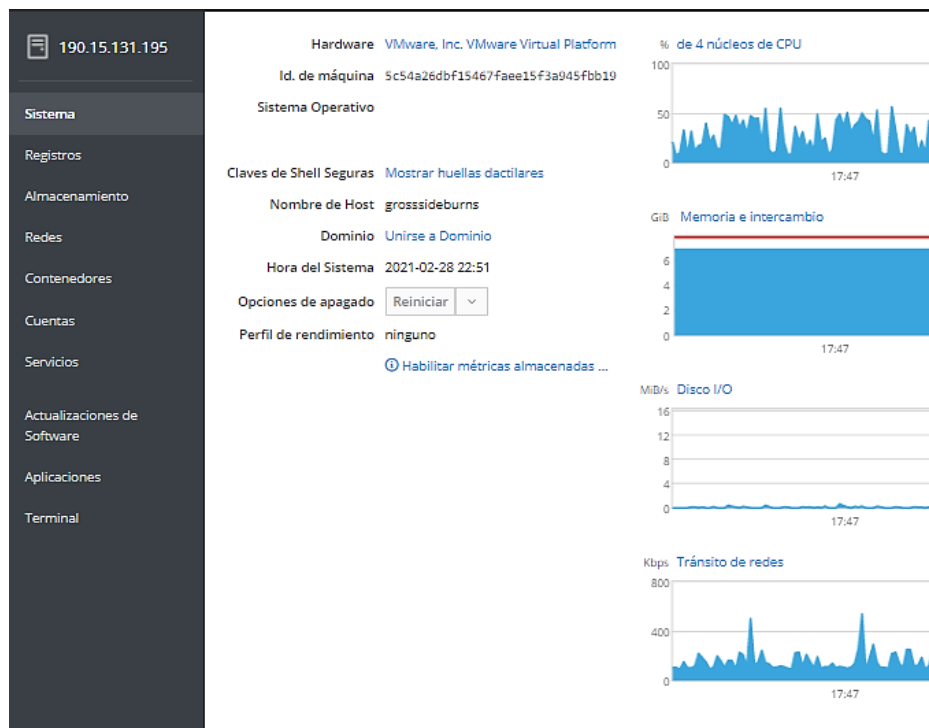 190.15.131.195
Sistema
Registros
Almacenamiento
Redes
Contenedores
Cuentas
Servicios
Actualizaciones de
Software
Aplicaciones
Terminal
Hardware VMware, Inc. VMware Virtual Platform
Id. de máquina 5c54a26dbf15467faee15f3a945fbb19
Sistema Operativo
Claves de Shell Seguras Mostrar huellas dactilares
Nombre de Host grosssideburns
Dominio Unirse a Dominio
Hora del Sistema 2021-02-28 22:51
Opciones de apagado Reiniciar
Perfil de rendimiento ninguno
Habilitar métricas almacenadas ...
% de 4 núcleos de CPU
100
50
0
17:47
GiB Memoria e intercambio
6
4
2
0
17:47
MiB/s Disco I/O
16
12
8
4
0
17:47
Kbps Tránsito de redes
800
400
0
17:47